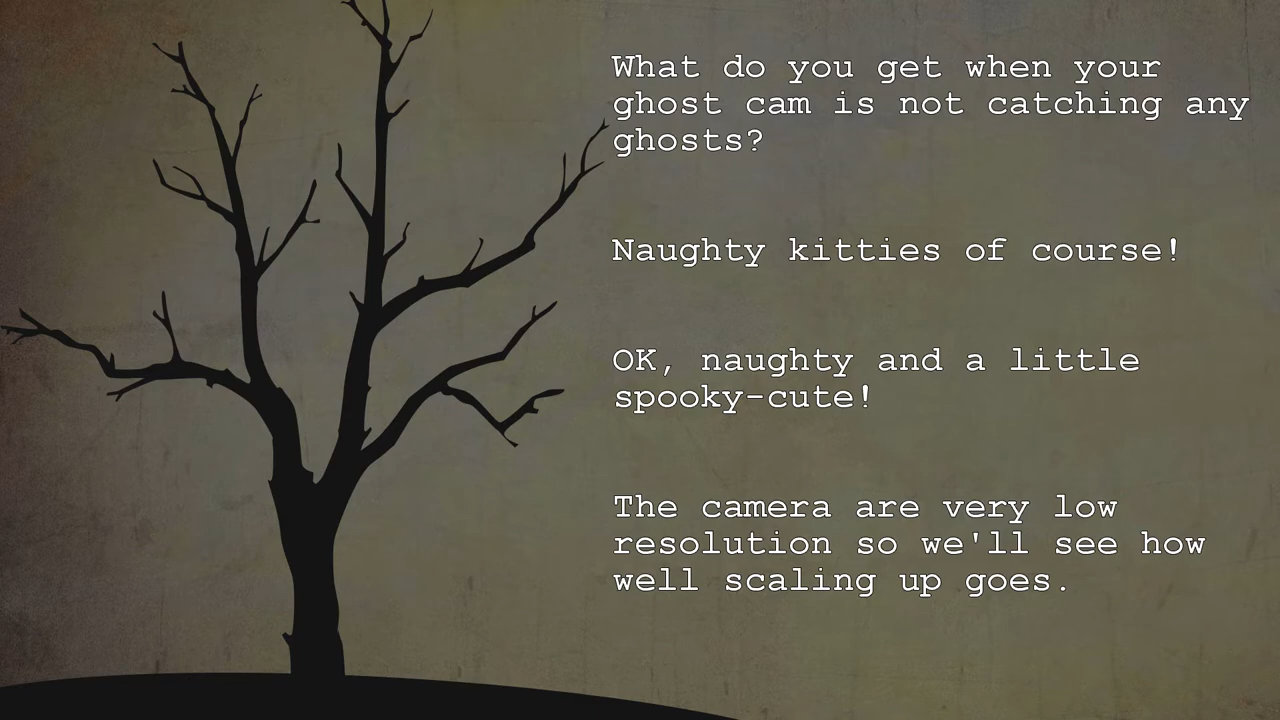 What do you get when your
ghost cam is not catching any
ghosts?
Naughty kitties of course!
OK, naughty and a little
spooky-cute!
The camera are very low
resolution so we'll see how
well scaling up goes.